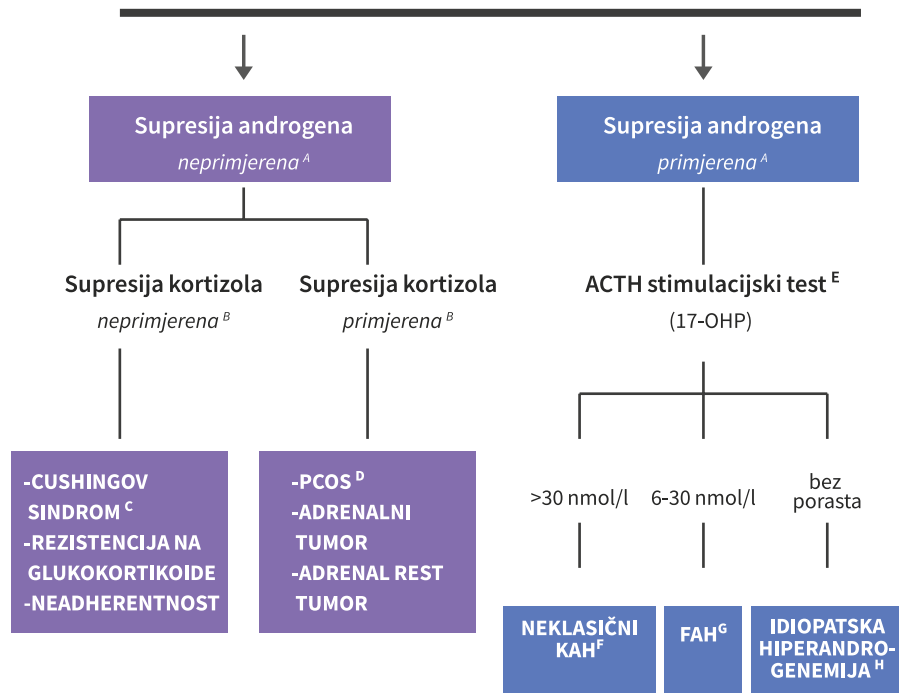 Supresija androgena
neprimjerena A
Supresija androgena
primjerena A
Supresija kortizola
neprimjerena B
Supresija kortizola
primjerena B
ACTH stimulacijski test E
(17-OHP)
-CUSHINGOV
SINDROM C
-REZISTENCIJA NA
GLUKOKORTIKOIDE
-NEADHERENTNOST
-PCOS D
-ADRENALNI
TUMOR
-ADRENAL REST
TUMOR
>30 nmol/l
6-30 nmol/l
bez
porasta
NEKLASIČNI
KAH F
FAH G
IDIOPATSKA
HIPERANDRO-
GENEMIJA H